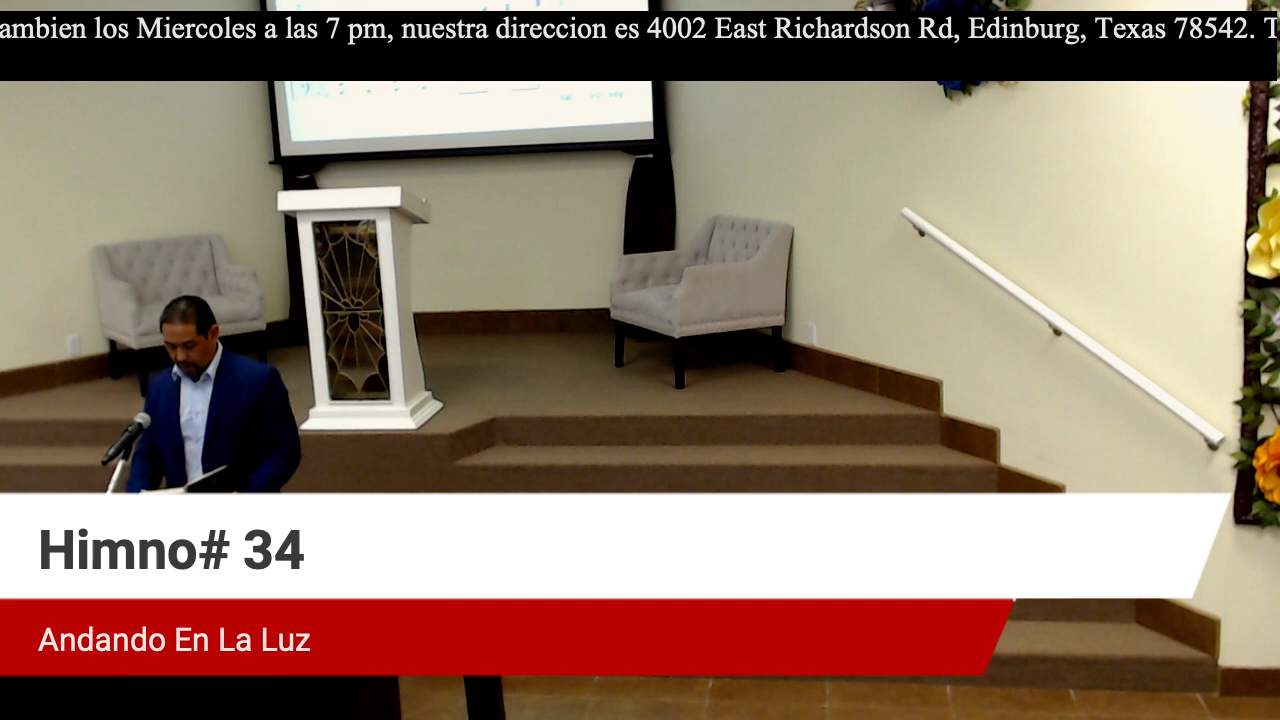 ambien los Miercoles a las 7 pm, nuestra direccion es 4002 East Richardson Rd, Edinburg, Texas 78542. T
Himno# 34
Andando En La Luz